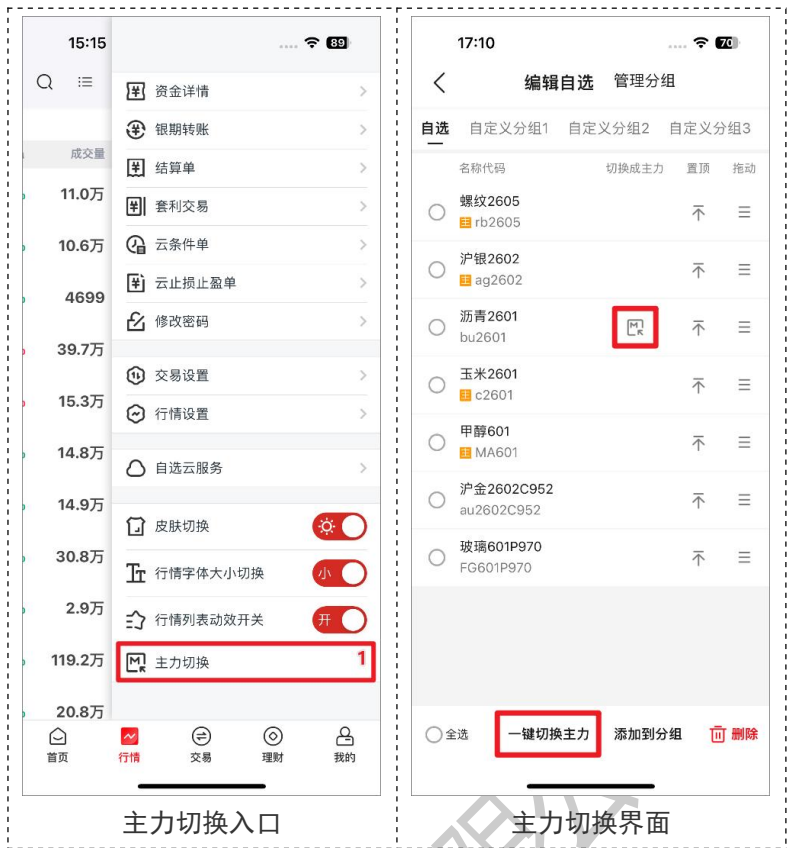 15:15
89
资金详情
银期转账
成交量
结算单
11.0万
套利交易
10.6万
云条件单
云止损止盈单
4699
修改密码
39.7万
交易设置
15.3万
行情设置
14.8万
自选云服务
14.9万
皮肤切换
30.8万
行情字体大小切换
小
2.9万
行情列表动效开关
开
119.2万
主力切换
1
20.8万
首页
行情
交易
理财
我的
主力切换入口
17:10
70
编辑自选 管理分组
自选 自定义分组1 自定义分组2 自定义分组3
名称代码 切换成主力 置顶 拖动
螺纹2605
主 rb2605
沪银2602
主 ag2602
沥青2601
bu2601
玉米2601
主 c2601
甲醇601
主 MA601
沪金2602C952
au2602C952
玻璃601P970
FG601P970
全选 一键切换主力 添加到分组 删除
主力切换界面